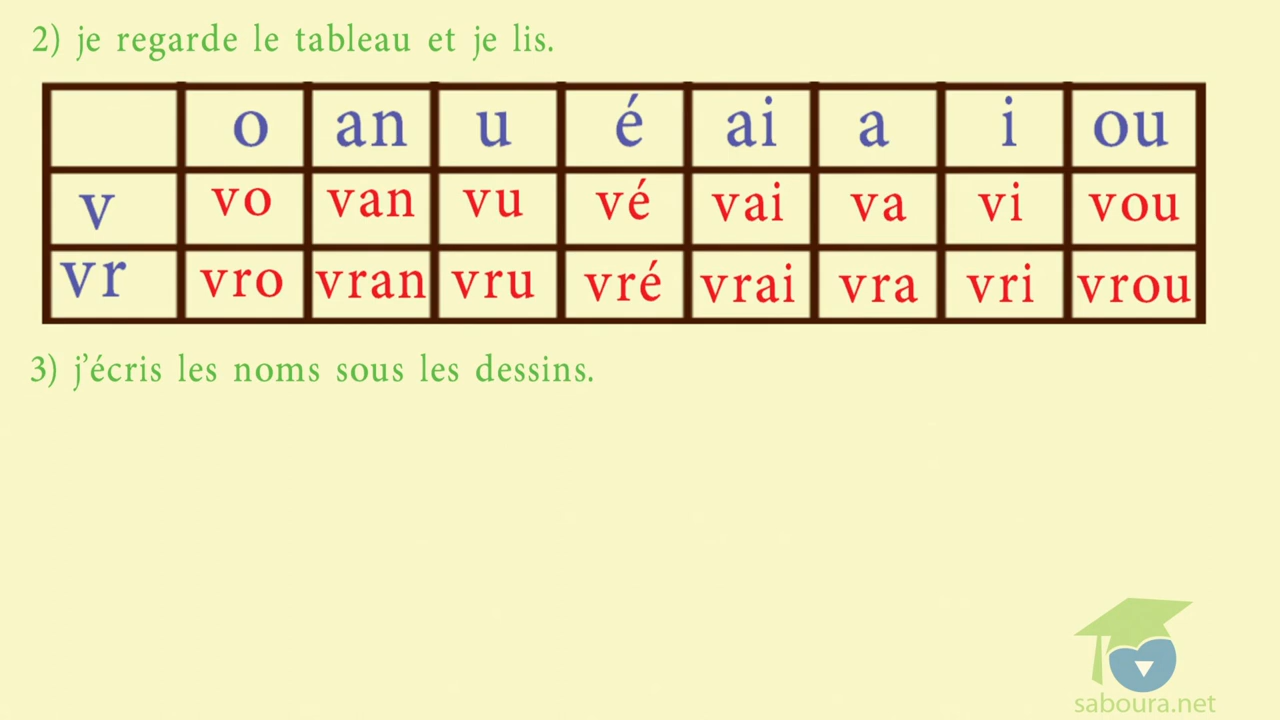 2) je regarde le tableau et je lis.
o an u é ai a i ou
v vo van vu vé vai va vi vou
vr vro vran vru vré vrai vra vri vrou
3) j'écris les noms sous les dessins.
saboura.net